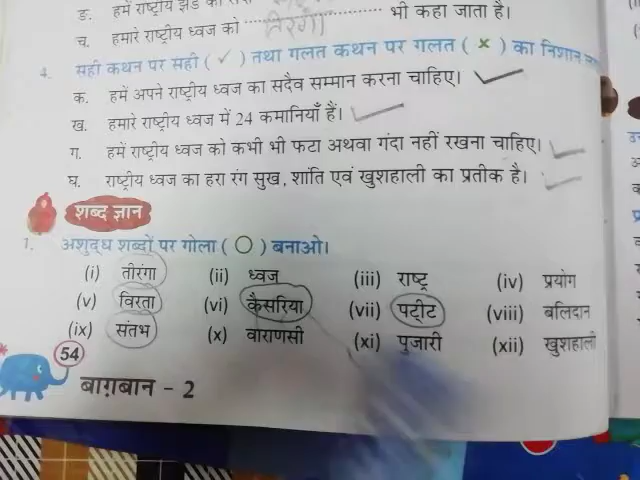 ङ. हमें राष्ट्रीय झंडे
च. हमारे राष्ट्रीय ध्वज को तिरंगा भी कहा जाता है।
4. सही कथन पर सही ( ✓ ) तथा गलत कथन पर गलत ( × ) का निशान
क. हमें अपने राष्ट्रीय ध्वज का सदैव सम्मान करना चाहिए। ✓
ख. हमारे राष्ट्रीय ध्वज में 24 कमानियाँ हैं। ✓
ग. हमें राष्ट्रीय ध्वज को कभी भी फटा अथवा गंदा नहीं रखना चाहिए। ✓
घ. राष्ट्रीय ध्वज का हरा रंग सुख, शांति एवं खुशहाली का प्रतीक है। ✓
शब्द ज्ञान
1. अशुद्ध शब्दों पर गोला ( ○ ) बनाओ।
(i) तीरंगा (ii) ध्वज (iii) राष्ट्र (iv) प्रयोग
(v) विरता (vi) कैसरिया (vii) पटीट (viii) बलिदान
(ix) संतभ (x) वाराणसी (xi) पुजारी (xii) खुशहाली
54
बाग़बान - 2